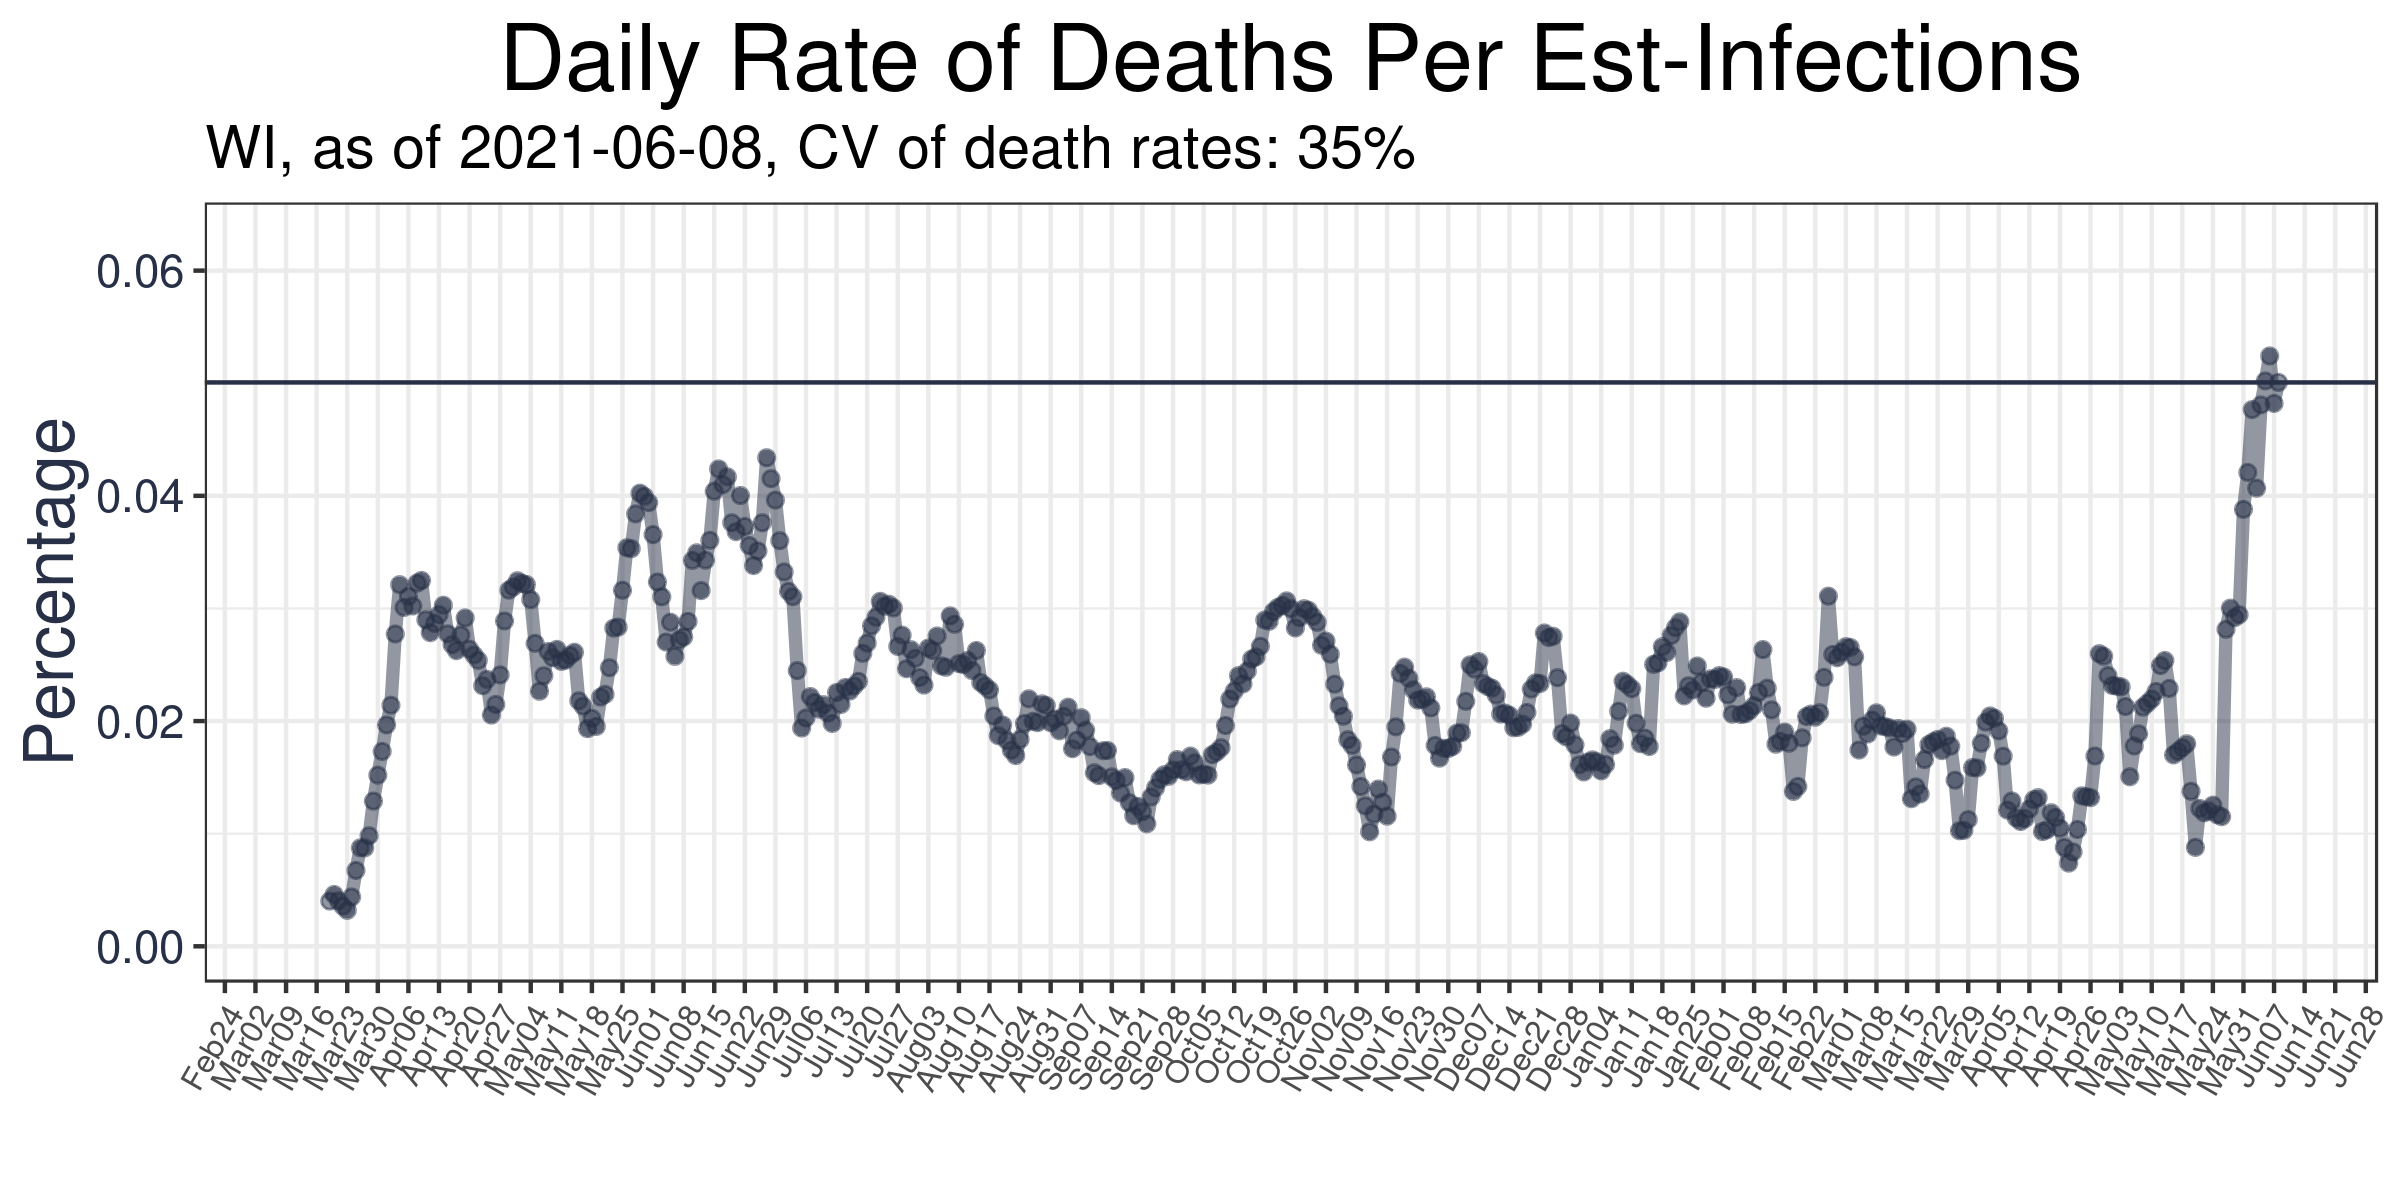 Daily Rate of Deaths Per Est-Infections
WI, as of 2021-06-08, CV of death rates: 35%
Percentage
0.06
0.04
0.02
0.00
Feb24
Mar02
Mar09
Mar16
Mar23
Mar30
Apr06
Apr13
Apr20
Apr27
May04
May11
May18
May25
Jun01
Jun08
Jun15
Jun22
Jun29
Jul06
Jul13
Jul20
Jul27
Aug03
Aug10
Aug17
Aug24
Aug31
Sep07
Sep14
Sep21
Sep28
Oct05
Oct12
Oct19
Oct26
Nov02
Nov09
Nov16
Nov23
Nov30
Dec07
Dec14
Dec21
Dec28
Jan04
Jan11
Jan18
Jan25
Feb01
Feb08
Feb15
Feb22
Mar01
Mar08
Mar15
Mar22
Mar29
Apr05
Apr12
Apr19
Apr26
May03
May10
May17
May24
May31
Jun07
Jun14
Jun21
Jun28